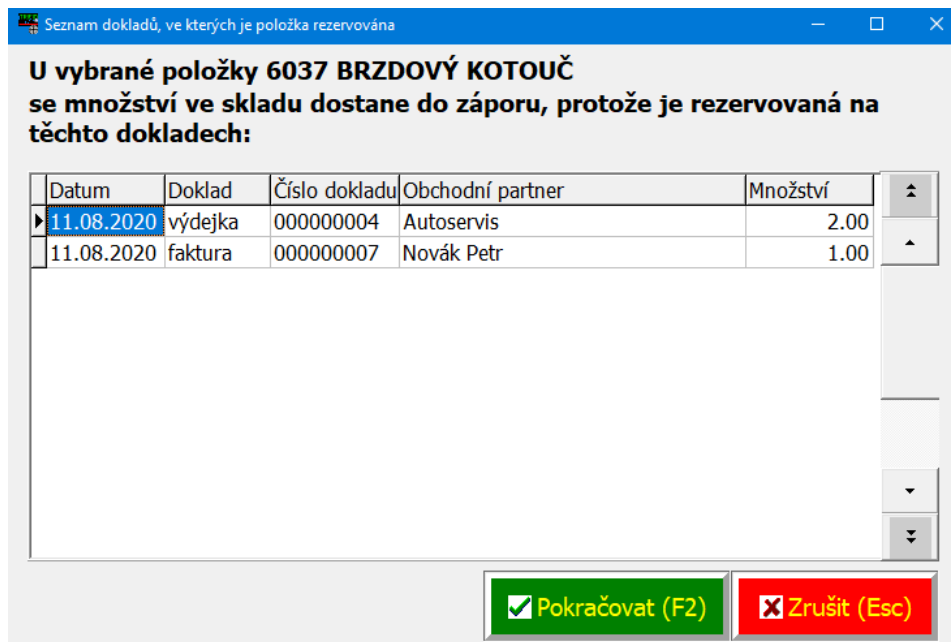 Seznam dokladů, ve kterých je položka rezervována
U vybrané položky 6037 BRZDOVÝ KOTOUČ
se množství ve skladu dostane do záporu, protože je rezervovaná na
těchto dokladech:
Datum Doklad Číslo dokladu Obchodní partner Množství
11.08.2020 výdejka 000000004 Autoservis 2.00
11.08.2020 faktura 000000007 Novák Petr 1.00
Pokračovat (F2) Zrušit (Esc)